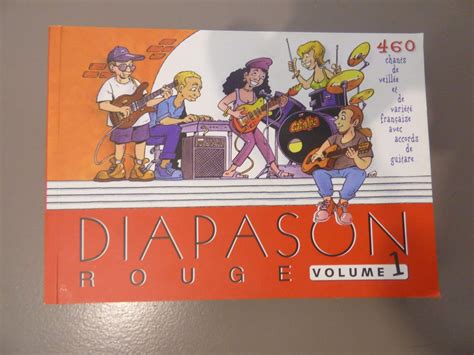 460
chants
de
veillée
et
de
variété
française
avec
accords
de
guitare
DIAPASON
ROUGE VOLUME 1